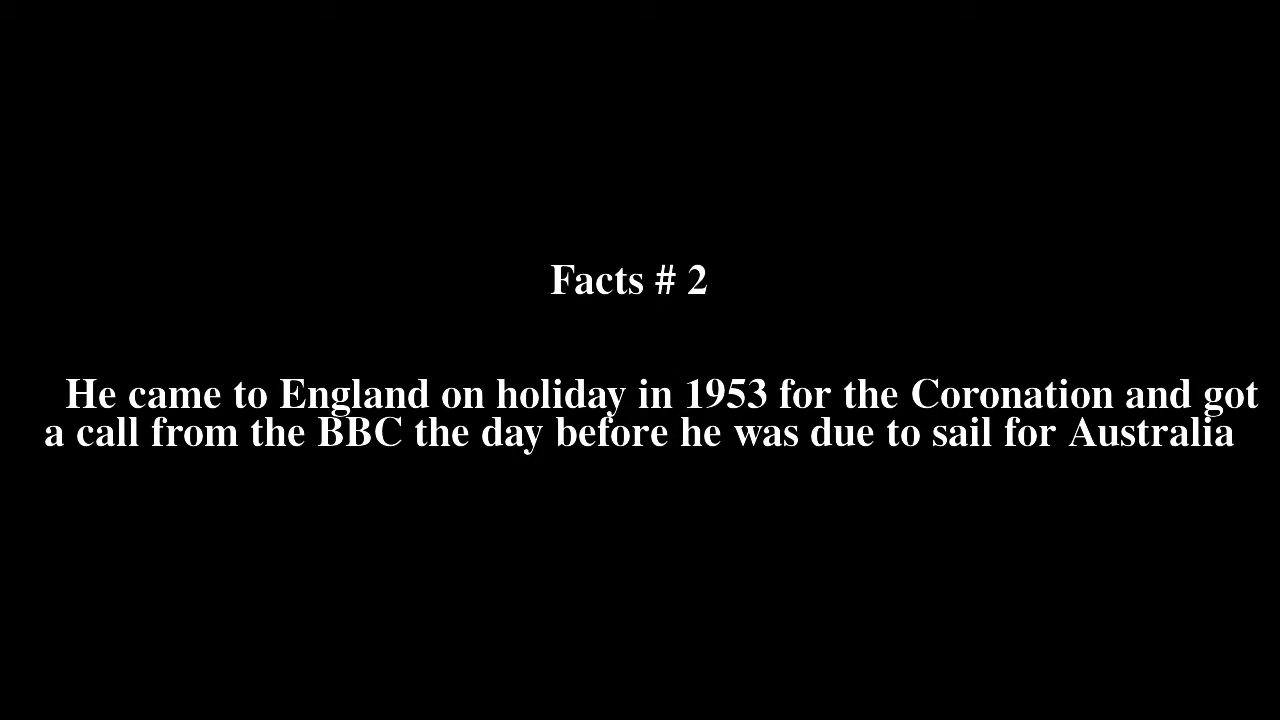 Facts # 2
He came to England on holiday in 1953 for the Coronation and got
a call from the BBC the day before he was due to sail for Australia